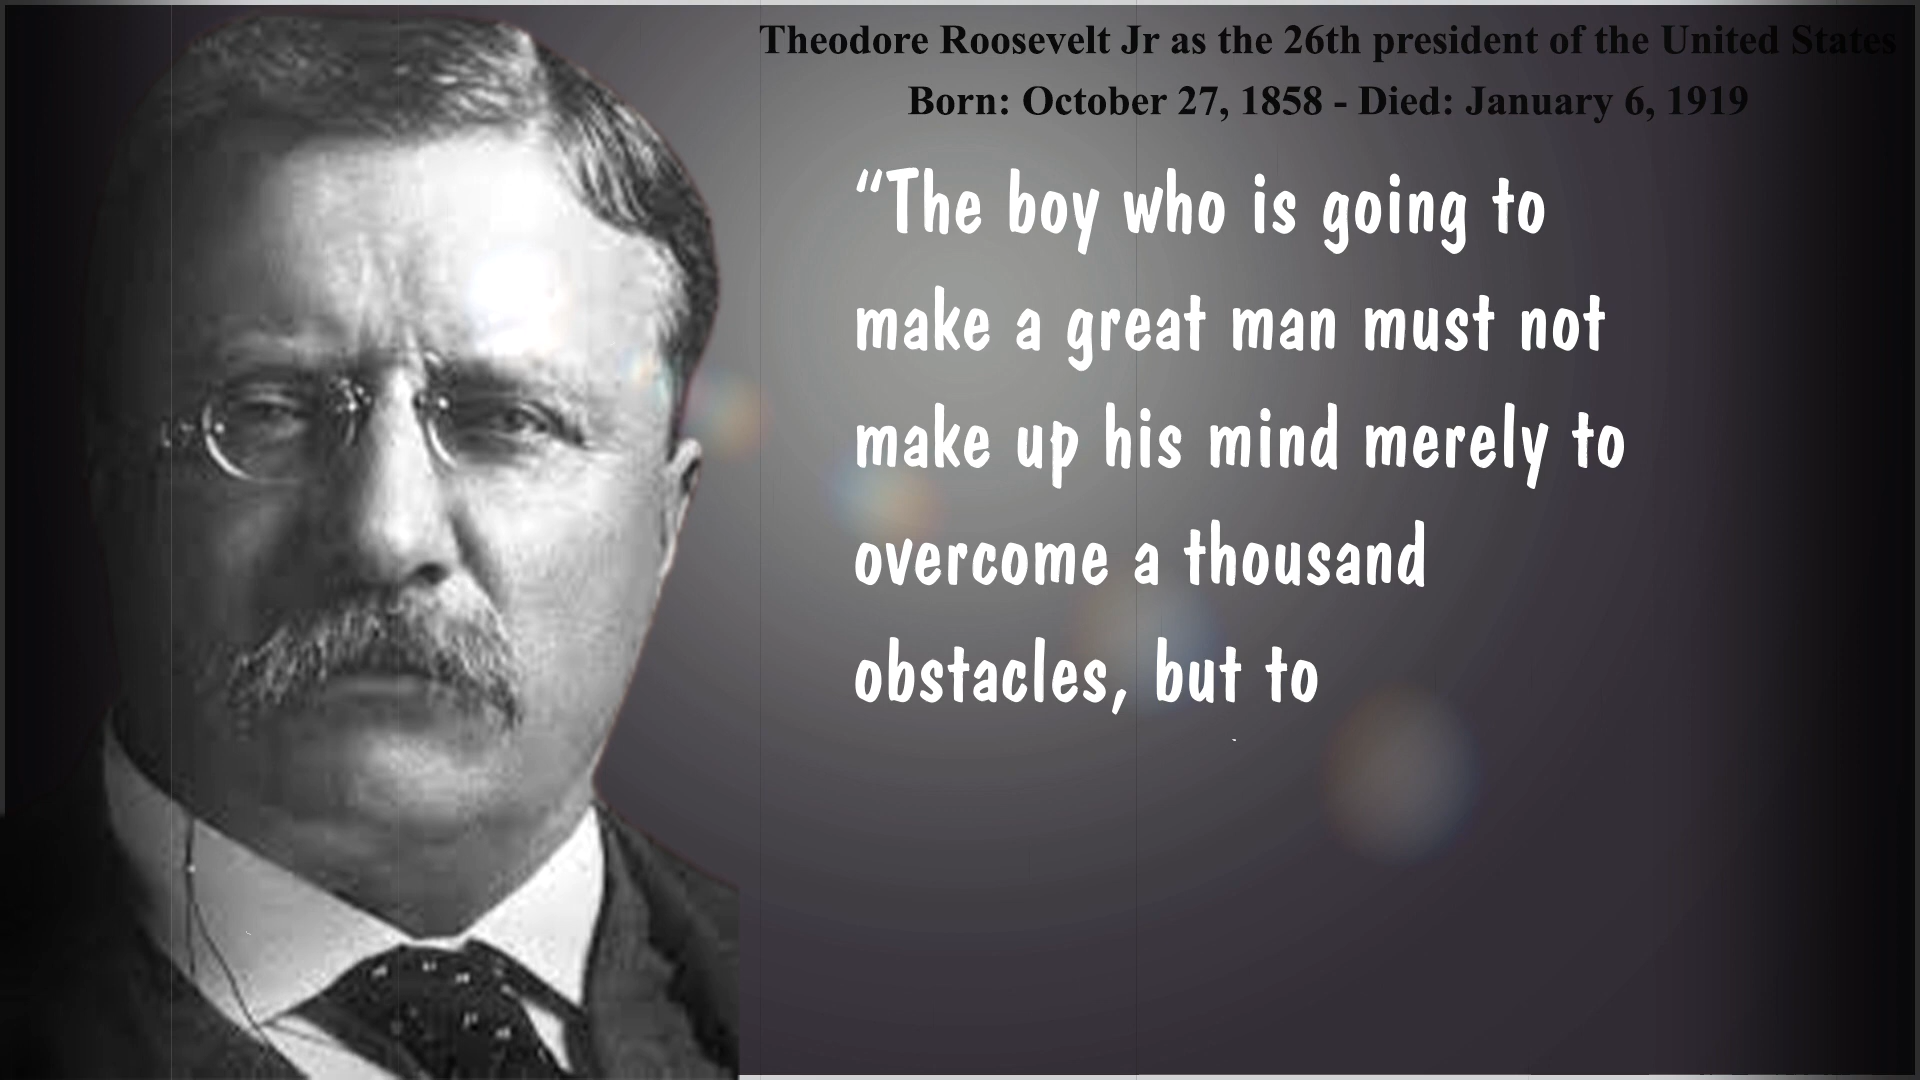 Theodore Roosevelt Jr as the 26th president of the United States
Born: October 27, 1858 - Died: January 6, 1919
“The boy who is going to
make a great man must not
make up his mind merely to
overcome a thousand
obstacles, but to